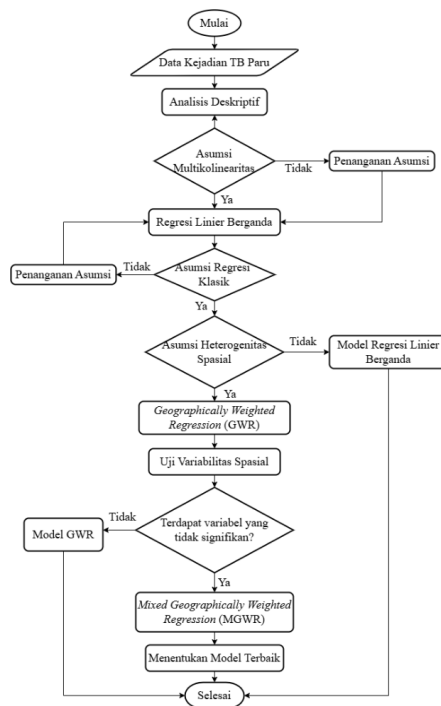 Mulai
Data Kejadian TB Paru
Analisis Deskriptif
Asumsi
Multikolinearitas
Tidak
Penanganan Asumsi
Ya
Regresi Linier Berganda
Penanganan Asumsi
Tidak
Asumsi Regresi
Klasik
Ya
Asumsi Heterogenitas
Spasial
Tidak
Model Regresi Linier
Berganda
Ya
Geographically Weighted
Regression (GWR)
Uji Variabilitas Spasial
Terdapat variabel yang
tidak signifikan?
Tidak
Model GWR
Ya
Mixed Geographically Weighted
Regression (MGWR)
Menentukan Model Terbaik
Selesai